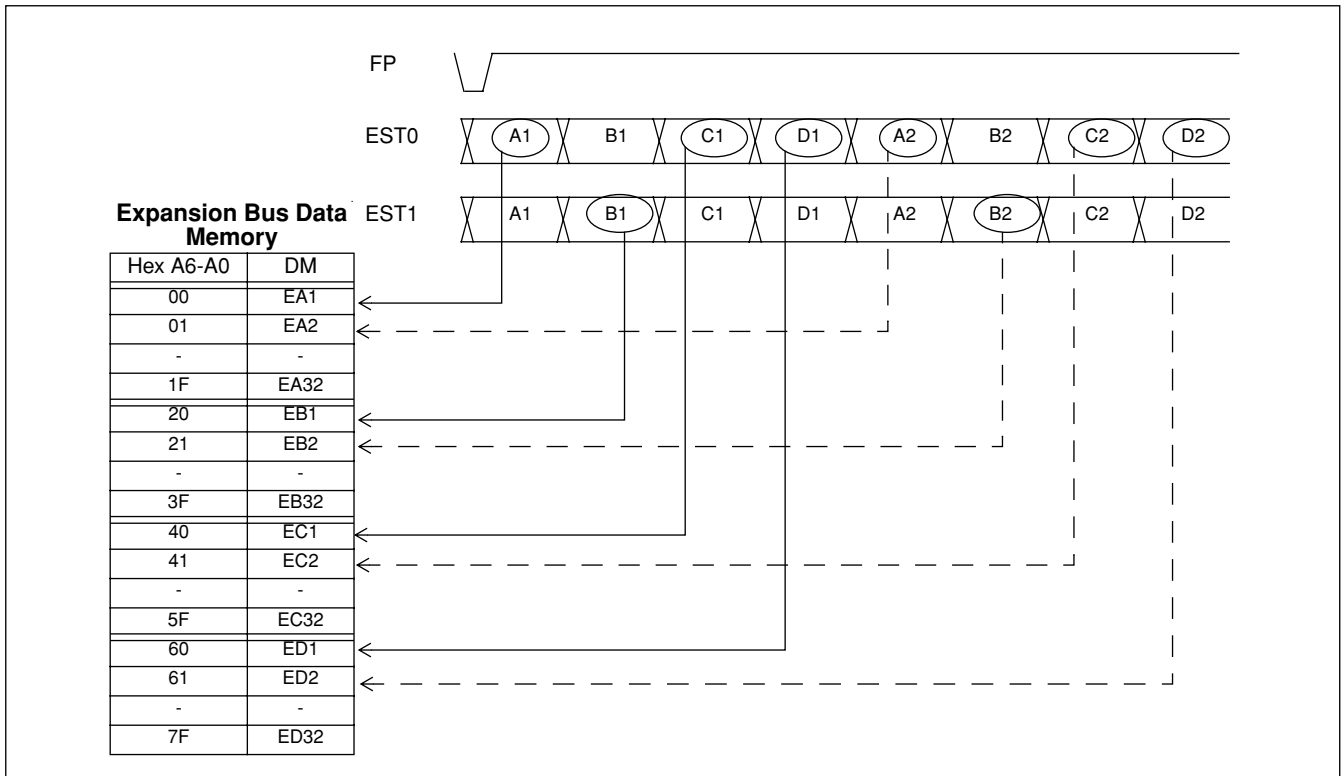 FP
EST0 A1 B1 C1 D1 A2 B2 C2 D2
EST1 A1 B1 C1 D1 A2 B2 C2 D2
Expansion Bus Data
Memory
Hex A6-A0 DM
00 EA1
01 EA2
- -
1F EA32
20 EB1
21 EB2
- -
3F EB32
40 EC1
41 EC2
- -
5F EC32
60 ED1
61 ED2
- -
7F ED32